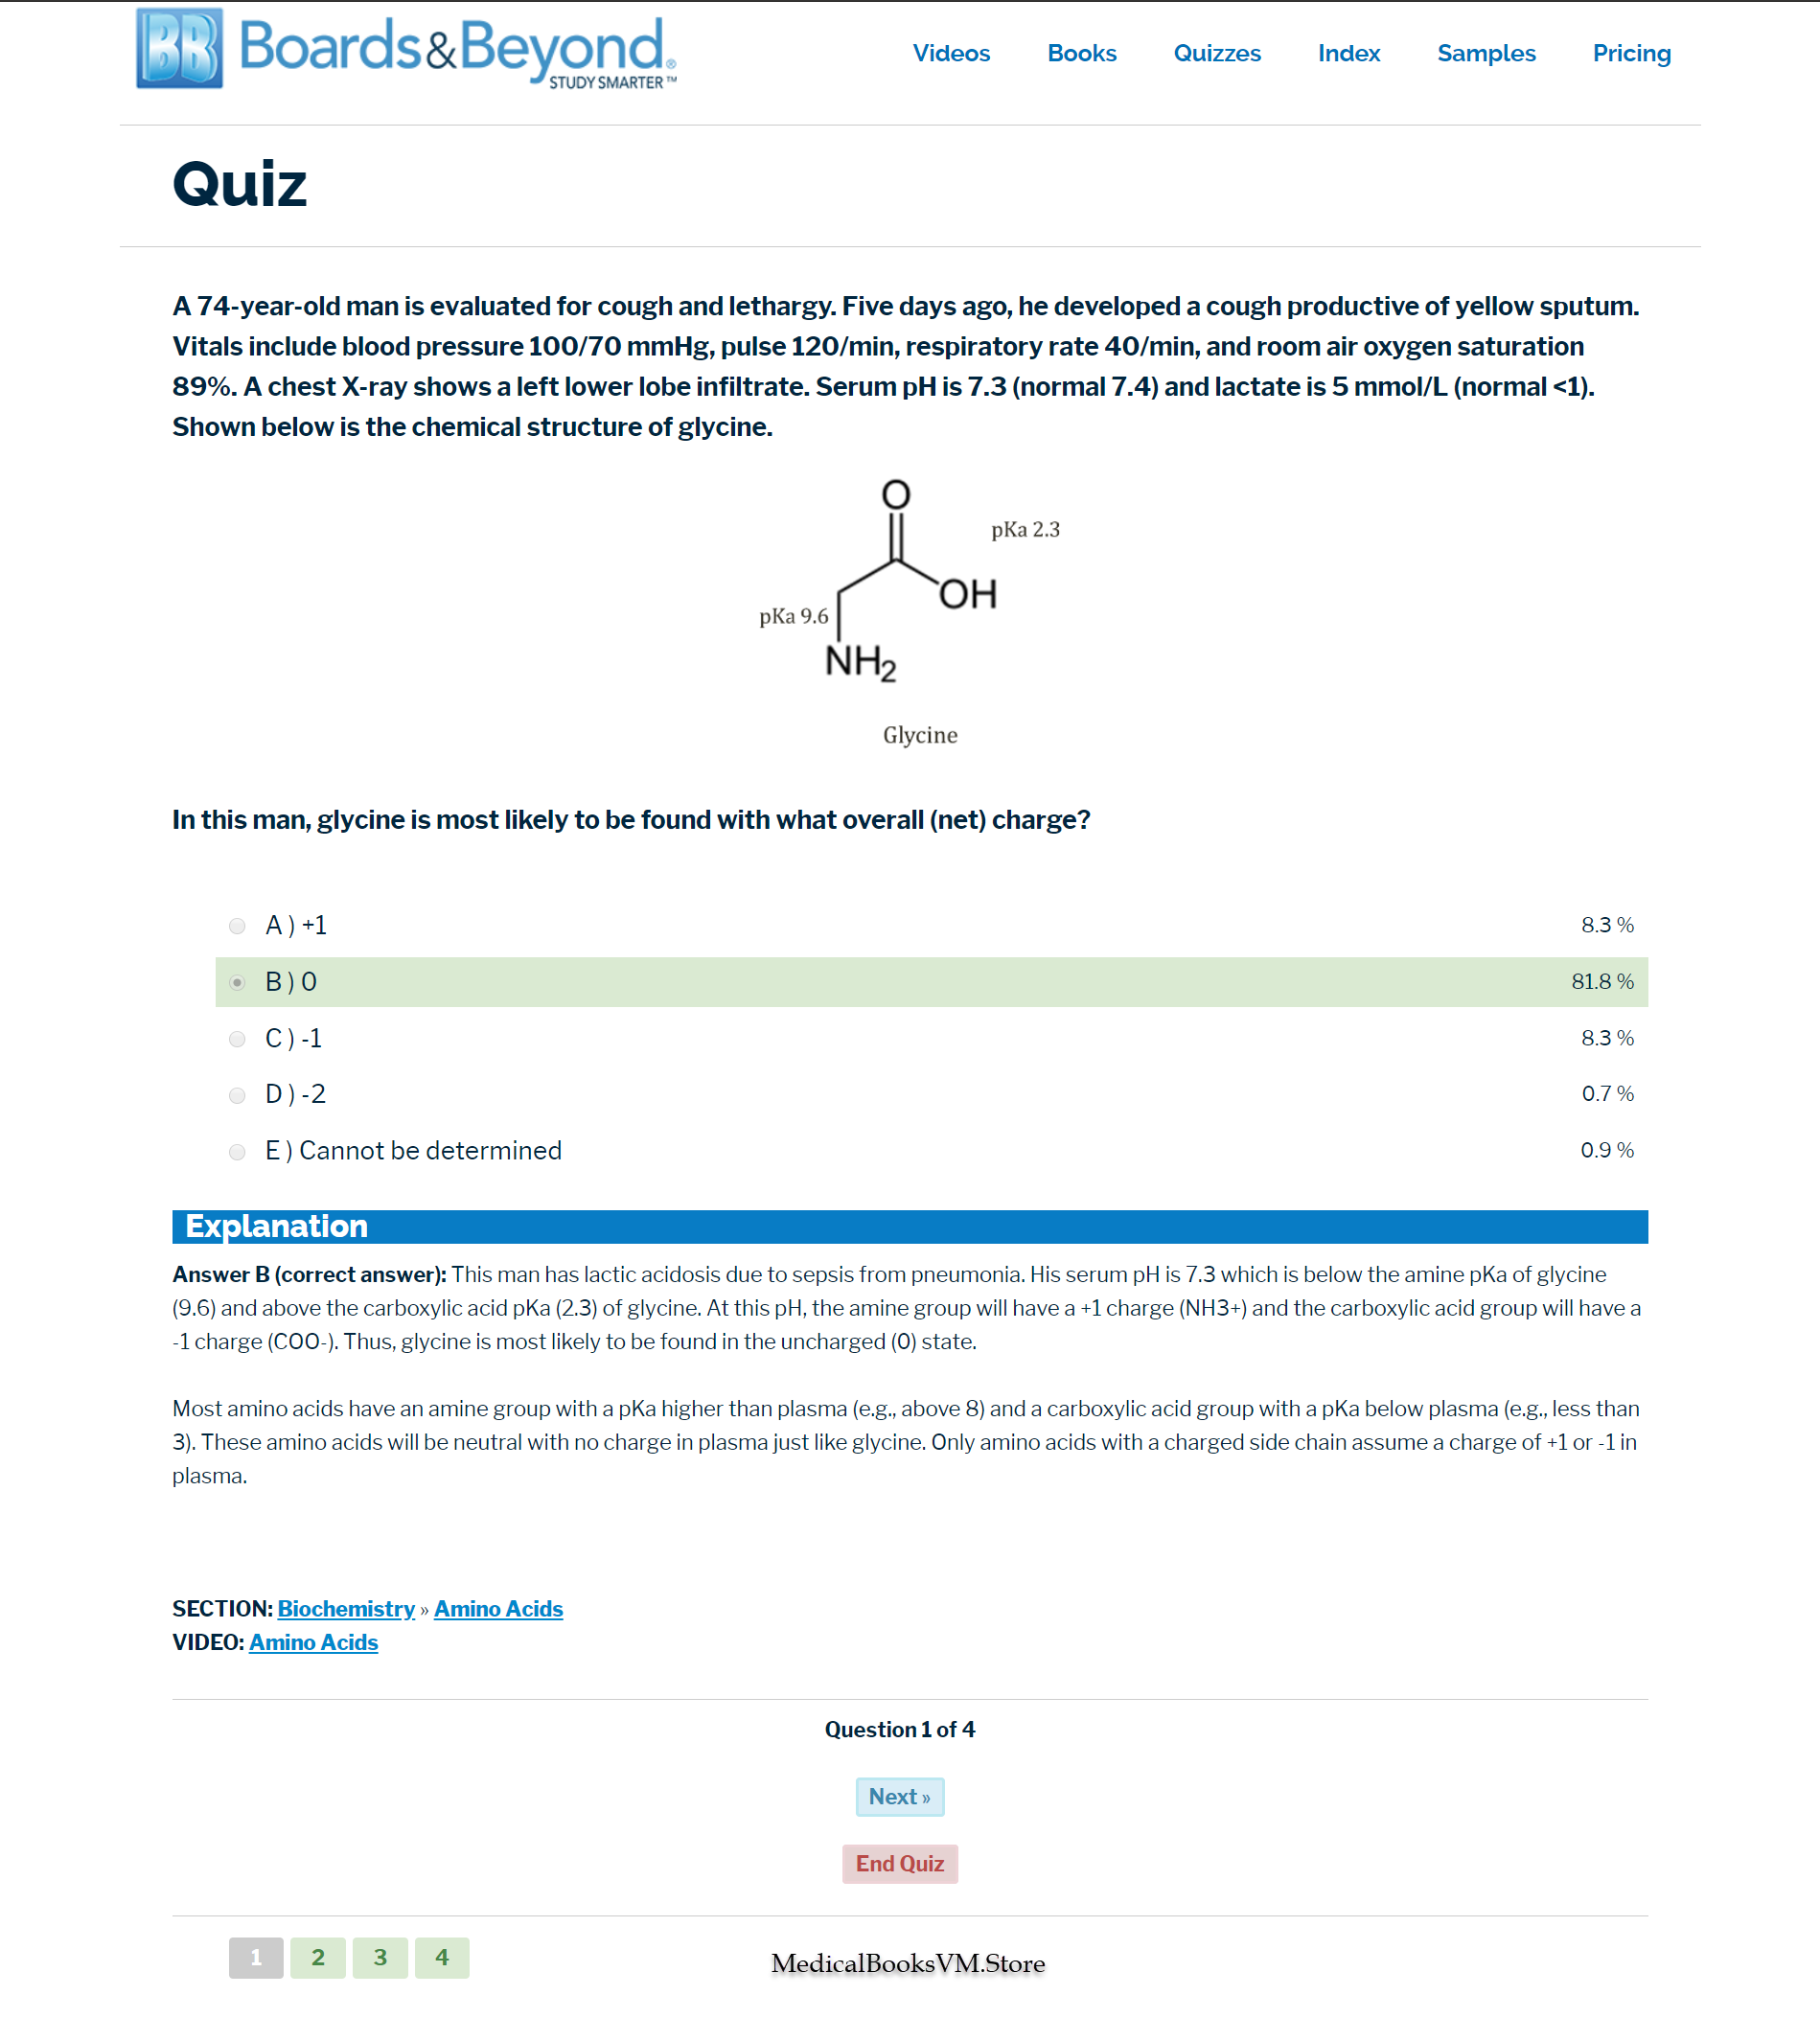 BB Boards&Beyond®
STUDY SMARTER™
Videos Books Quizzes Index Samples Pricing
Quiz
A 74-year-old man is evaluated for cough and lethargy. Five days ago, he developed a cough productive of yellow sputum.
Vitals include blood pressure 100/70 mmHg, pulse 120/min, respiratory rate 40/min, and room air oxygen saturation
89%. A chest X-ray shows a left lower lobe infiltrate. Serum pH is 7.3 (normal 7.4) and lactate is 5 mmol/L (normal <1).
Shown below is the chemical structure of glycine.
O
pKa 2.3
OH
pKa 9.6
NH2
Glycine
In this man, glycine is most likely to be found with what overall (net) charge?
A ) +1 8.3 %
B ) 0 81.8 %
C ) -1 8.3 %
D ) -2 0.7 %
E ) Cannot be determined 0.9 %
Explanation
Answer B (correct answer): This man has lactic acidosis due to sepsis from pneumonia. His serum pH is 7.3 which is below the amine pKa of glycine
(9.6) and above the carboxylic acid pKa (2.3) of glycine. At this pH, the amine group will have a +1 charge (NH3+) and the carboxylic acid group will have a
-1 charge (COO-). Thus, glycine is most likely to be found in the uncharged (0) state.
Most amino acids have an amine group with a pKa higher than plasma (e.g., above 8) and a carboxylic acid group with a pKa below plasma (e.g., less than
3). These amino acids will be neutral with no charge in plasma just like glycine. Only amino acids with a charged side chain assume a charge of +1 or -1 in
plasma.
SECTION: Biochemistry » Amino Acids
VIDEO: Amino Acids
Question 1 of 4
Next »
End Quiz
1 2 3 4
MedicalBooksVM.Store